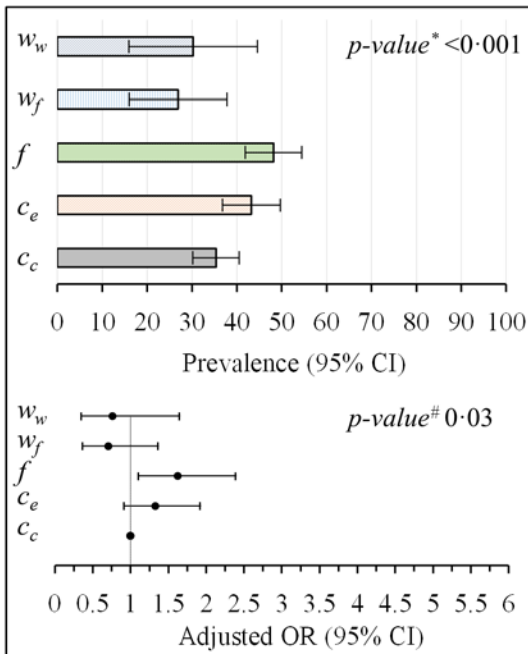 w_w
p-value* <0·001
w_f
f
c_e
c_c
0 10 20 30 40 50 60 70 80 90 100
Prevalence (95% CI)
w_w
p-value# 0·03
w_f
f
c_e
c_c
0 0.5 1 1.5 2 2.5 3 3.5 4 4.5 5 5.5 6
Adjusted OR (95% CI)